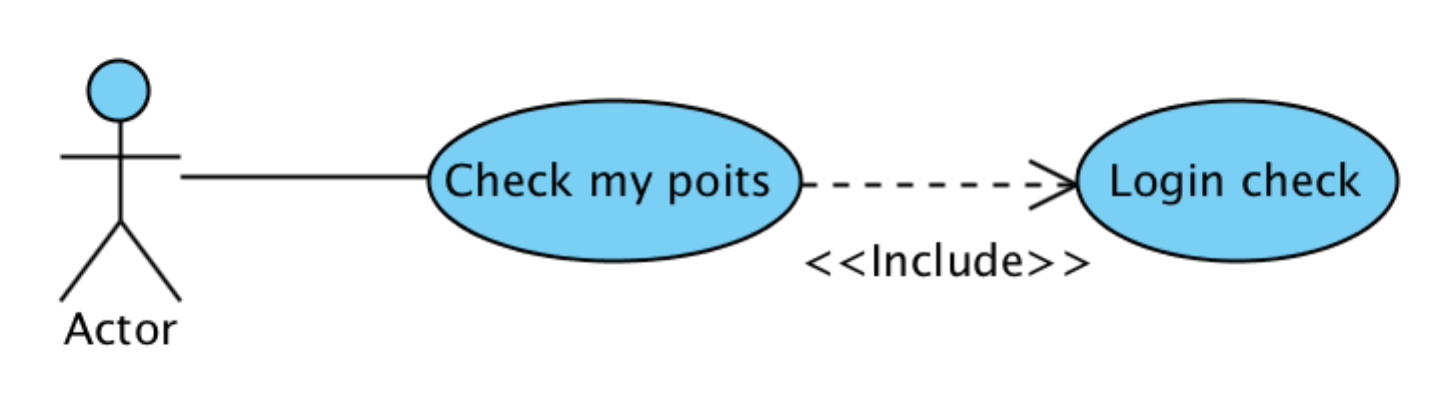 Check my poits
Login check
<<Include>>
Actor